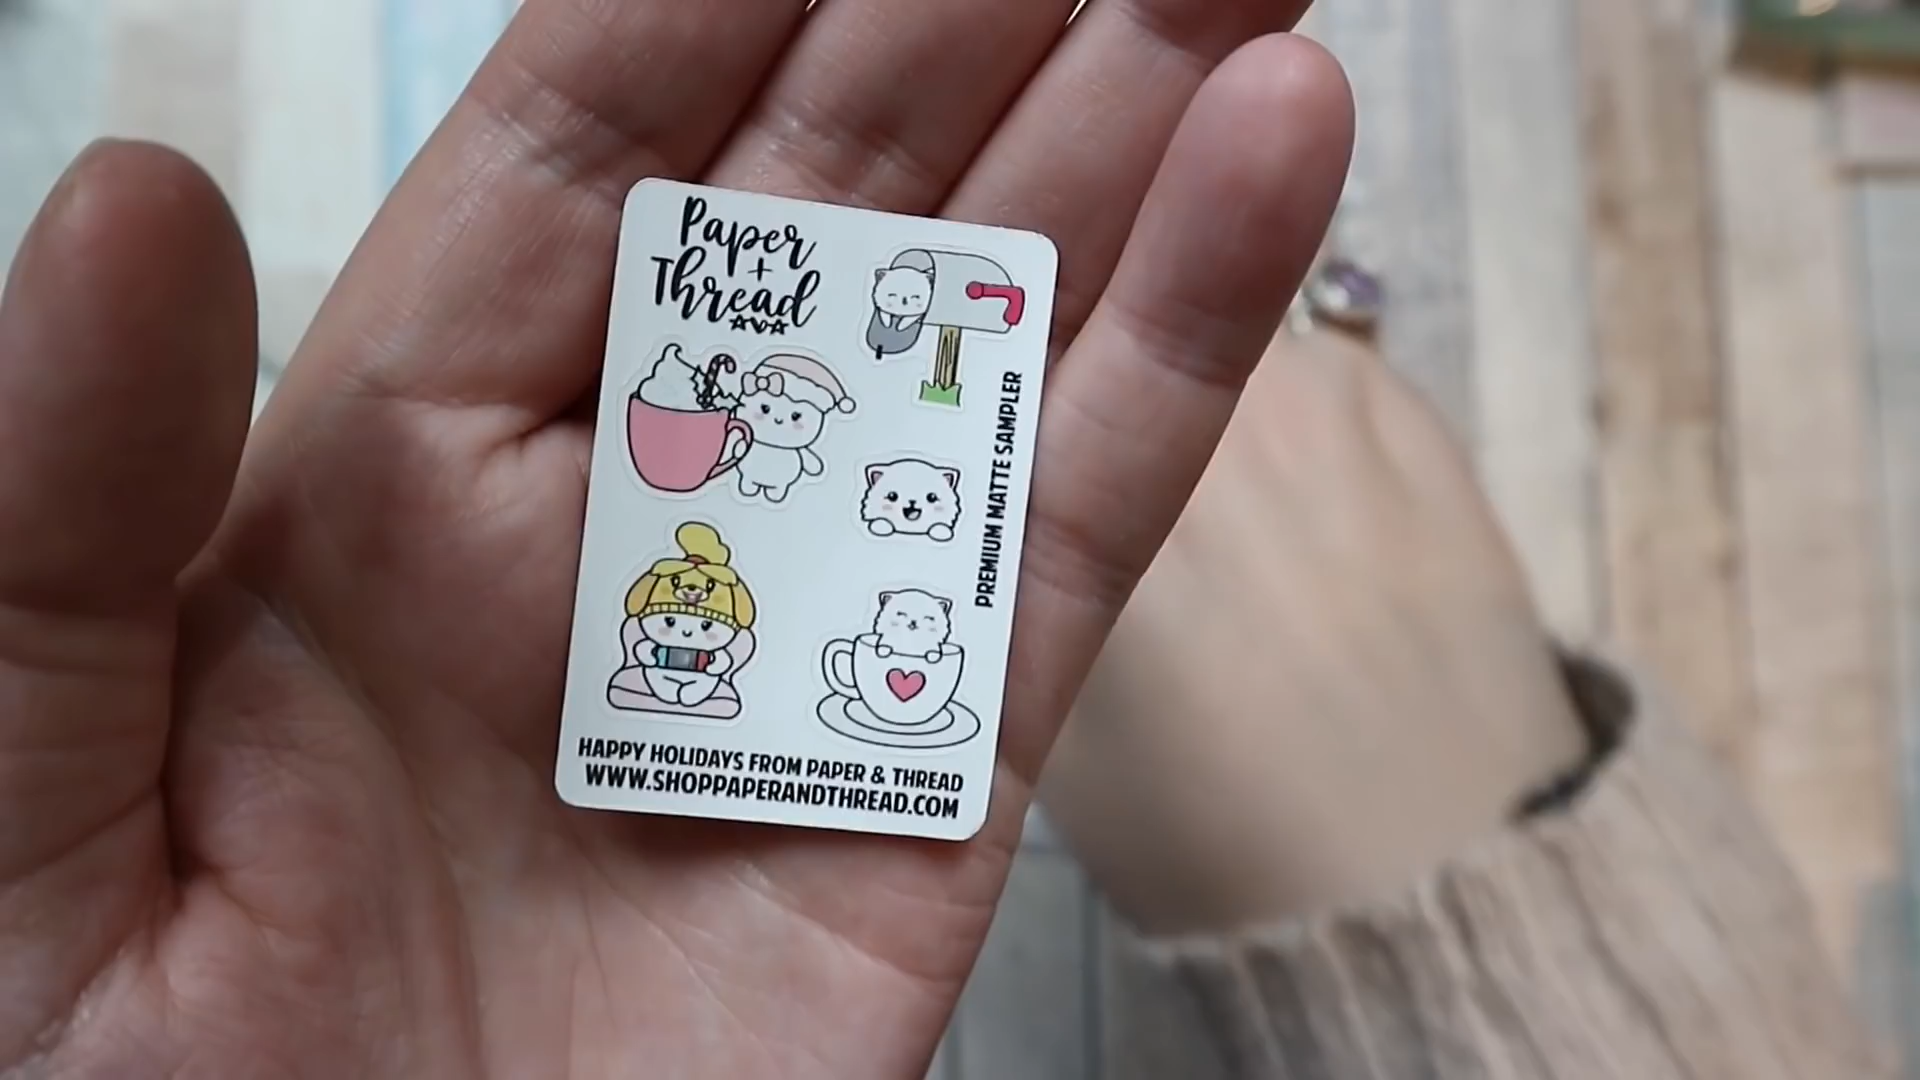 Paper
+
Thread
PREMIUM MATTE SAMPLER
HAPPY HOLIDAYS FROM PAPER & THREAD
WWW.SHOPPAPERANDTHREAD.COM